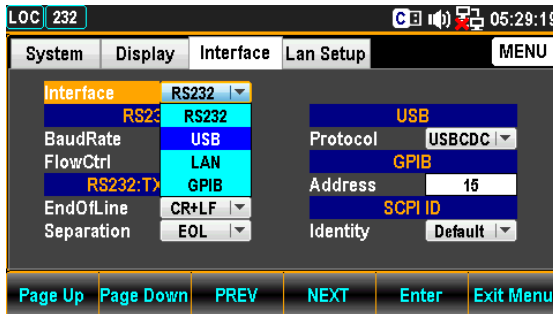 LOC 232 C 05:29:19
System Display Interface Lan Setup MENU
Interface RS232
RS232 USB
RS232
BaudRate USB Protocol USBCDC
FlowCtrl LAN GPIB
RS232:TX GPIB Address 15
EndOfLine CR+LF SCPI ID
Separation EOL Identity Default
Page Up Page Down PREV NEXT Enter Exit Menu